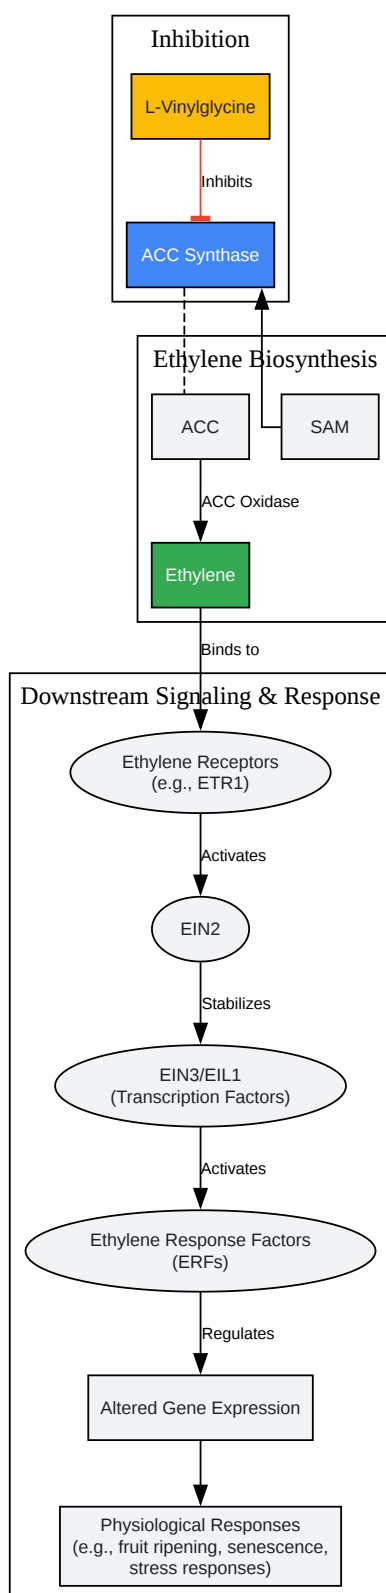 Inhibition
L-Vinylglycine
Inhibits
ACC Synthase
Ethylene Biosynthesis
ACC
SAM
ACC Oxidase
Ethylene
Binds to
Downstream Signaling & Response
Ethylene Receptors
(e.g., ETR1)
Activates
EIN2
Stabilizes
EIN3/EIL1
(Transcription Factors)
Activates
Ethylene Response Factors
(ERFs)
Regulates
Altered Gene Expression
Physiological Responses
(e.g., fruit ripening, senescence,
stress responses)